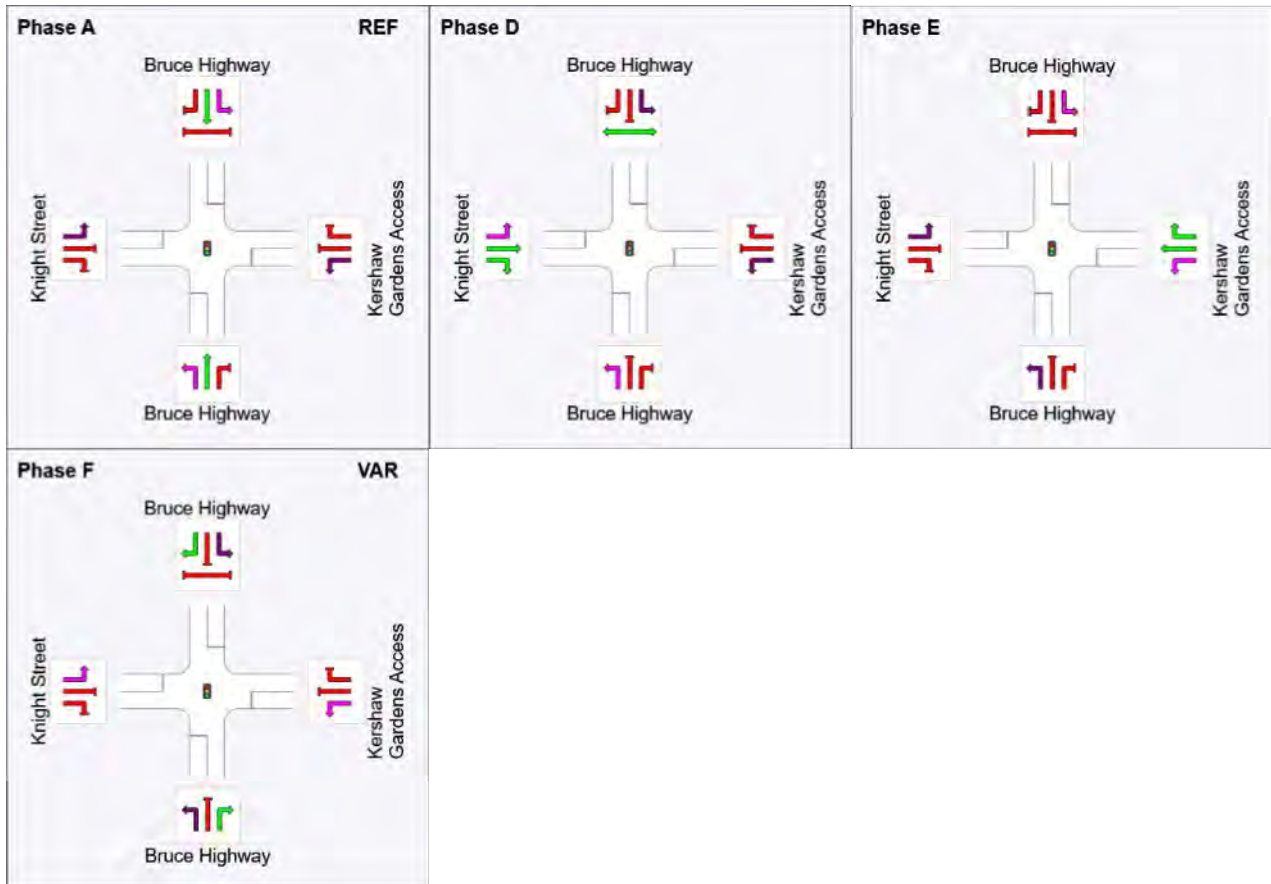 Phase A
REF
Bruce Highway
Knight Street
Kershaw
Gardens Access
Bruce Highway
Phase D
Bruce Highway
Knight Street
Kershaw
Gardens Access
Bruce Highway
Phase E
Bruce Highway
Knight Street
Kershaw
Gardens Access
Bruce Highway
Phase F
VAR
Bruce Highway
Knight Street
Kershaw
Gardens Access
Bruce Highway